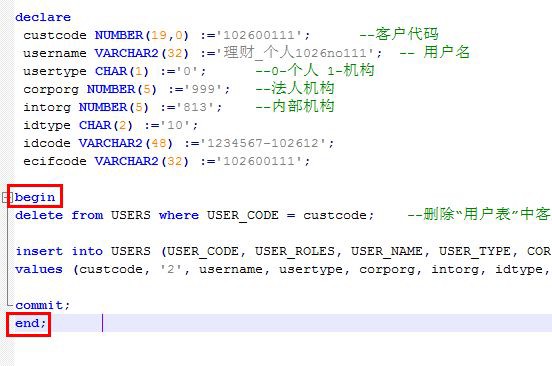 declare
custcode NUMBER(19,0) :='102600111'; --客户代码
username VARCHAR2(32) :='理财_个人1026no111'; -- 用户名
usertype CHAR(1) :='0'; --0-个人 1-机构
corporg NUMBER(5) :='999'; --法人机构
intorg NUMBER(5) :='813'; --内部机构
idtype CHAR(2) :='10';
idcode VARCHAR2(48) :='1234567-102612';
ecifcode VARCHAR2(32) :='102600111';
begin
delete from USERS where USER_CODE = custcode; --删除“用户表”中客
insert into USERS (USER_CODE, USER_ROLES, USER_NAME, USER_TYPE, COR
values (custcode, '2', username, usertype, corporg, intorg, idtype,
commit;
end;